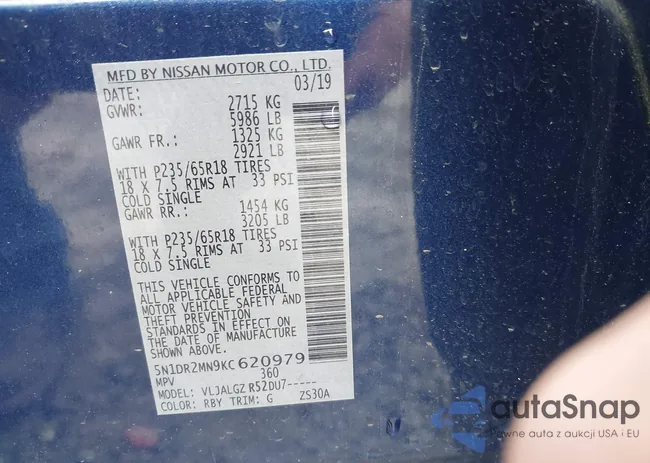 MFD BY NISSAN MOTOR CO., LTD.
DATE: 03/19
GVWR: 2715 KG
5986 LB
GAWR FR.: 1325 KG
2921 LB
WITH P235/65R18 TIRES
18 X 7.5 RIMS AT 33 PSI
COLD SINGLE
GAWR RR.: 1454 KG
3205 LB
WITH P235/65R18 TIRES
18 X 7.5 RIMS AT 33 PSI
COLD SINGLE
THIS VEHICLE CONFORMS TO
ALL APPLICABLE FEDERAL
MOTOR VEHICLE SAFETY AND
THEFT PREVENTION
STANDARDS IN EFFECT ON
THE DATE OF MANUFACTURE
SHOWN ABOVE.
5N1DR2MN9KC620979
MPV 360
MODEL: VLJALGZ R52DU7-----
COLOR: RBY TRIM: G ZS30A
autaSnap
Pewne auta z aukcji USA i EU